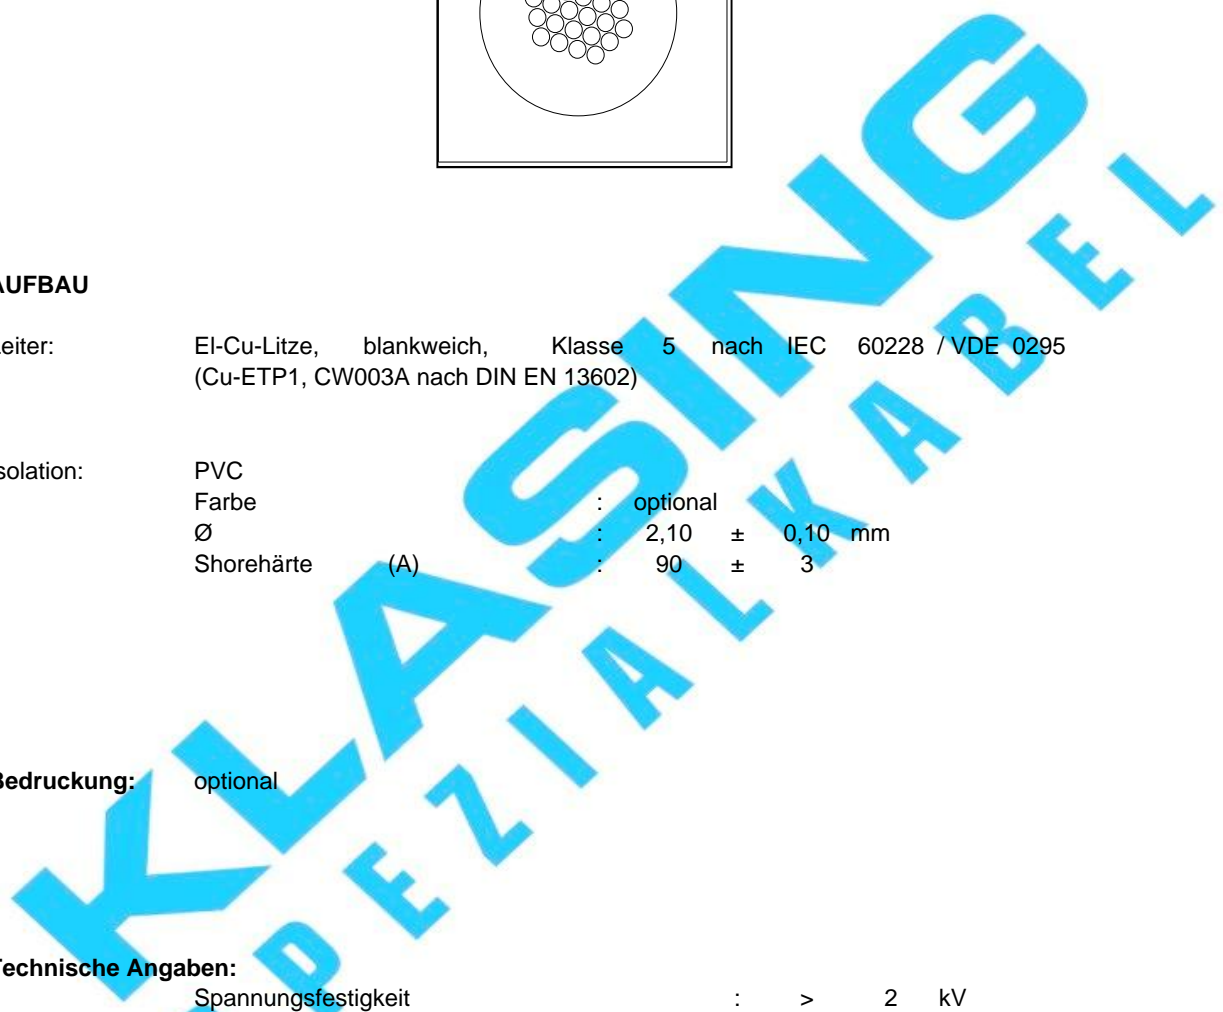 AUFBAU
Leiter: El-Cu-Litze, blankweich, Klasse 5 nach IEC 60228 / VDE 0295
(Cu-ETP1, CW003A nach DIN EN 13602)
Isolation: PVC
Farbe : optional
Ø : 2,10 ± 0,10 mm
Shorehärte (A) : 90 ± 3
Bedruckung: optional
Technische Angaben:
Spannungsfestigkeit : > 2 kV
KLASING
PEZIALKABEL